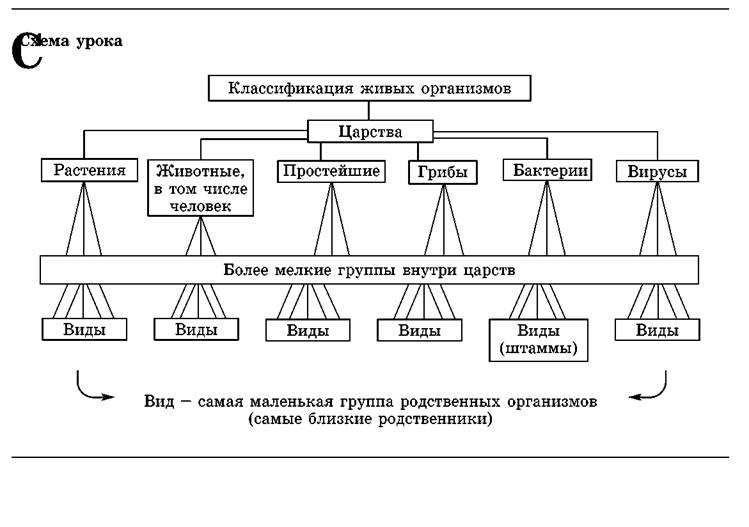 Схема урока
Классификация живых организмов
Царства
Растения
Животные,
в том числе
человек
Простейшие
Грибы
Бактерии
Вирусы
Более мелкие группы внутри царств
Виды
Виды
Виды
Виды
Виды
(штаммы)
Виды
Вид — самая маленькая группа родственных организмов
(самые близкие родственники)